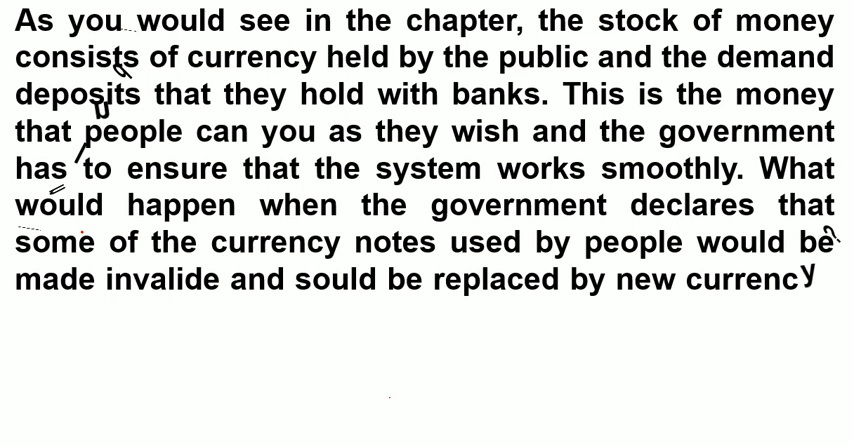 As you would see in the chapter, the stock of money
consists of currency held by the public and the demand
deposits that they hold with banks. This is the money
that people can you as they wish and the government
has to ensure that the system works smoothly. What
would happen when the government declares that
some of the currency notes used by people would be
made invalide and sould be replaced by new currency